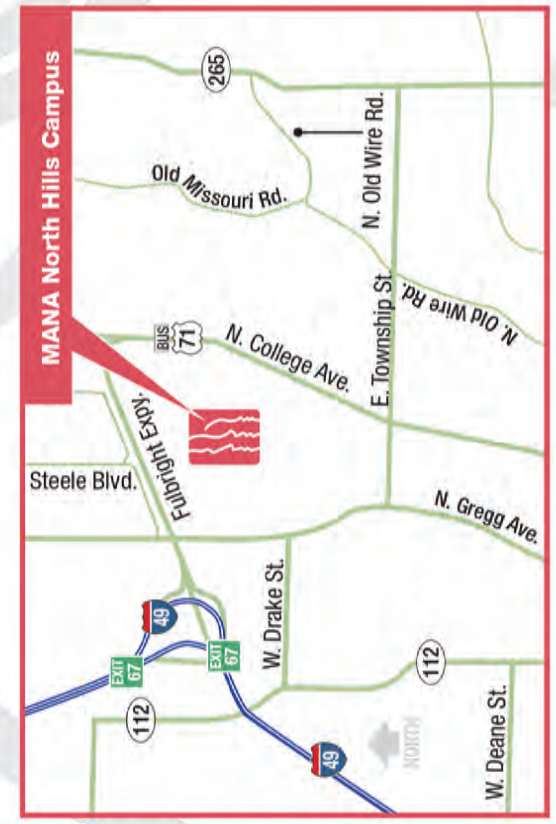 MANA North Hills Campus
265
Old Missouri Rd.
N. Old Wire Rd.
BUS
71
N. College Ave.
E. Township St.
N. Old Wire Rd.
Fulbright Expy.
Steele Blvd.
N. Gregg Ave.
49
EXIT
67
EXIT
67
W. Drake St.
112
112
49
NORTH
W. Deane St.